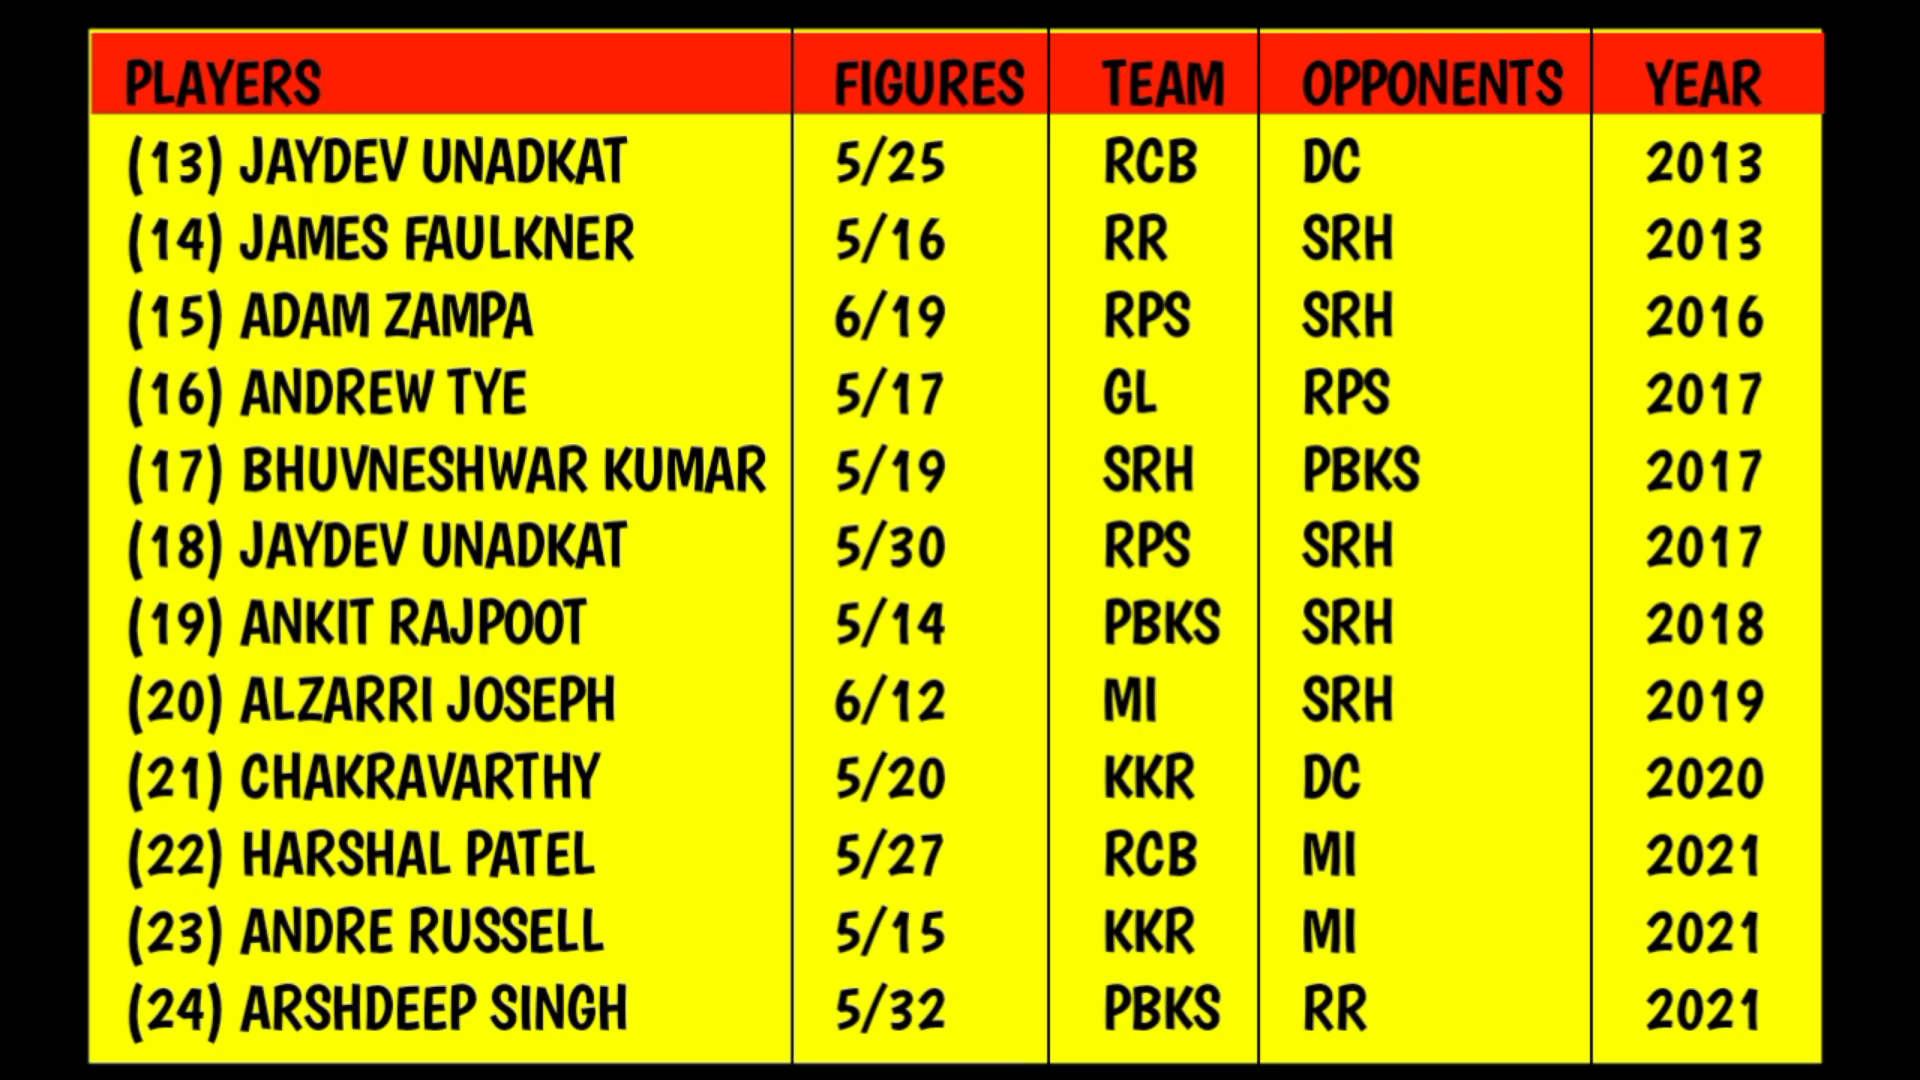 PLAYERS FIGURES TEAM OPPONENTS YEAR
(13) JAYDEV UNADKAT 5/25 RCB DC 2013
(14) JAMES FAULKNER 5/16 RR SRH 2013
(15) ADAM ZAMPA 6/19 RPS SRH 2016
(16) ANDREW TYE 5/17 GL RPS 2017
(17) BHUVNESHWAR KUMAR 5/19 SRH PBKS 2017
(18) JAYDEV UNADKAT 5/30 RPS SRH 2017
(19) ANKIT RAJPOOT 5/14 PBKS SRH 2018
(20) ALZARRI JOSEPH 6/12 MI SRH 2019
(21) CHAKRAVARTHY 5/20 KKR DC 2020
(22) HARSHAL PATEL 5/27 RCB MI 2021
(23) ANDRE RUSSELL 5/15 KKR MI 2021
(24) ARSHDEEP SINGH 5/32 PBKS RR 2021